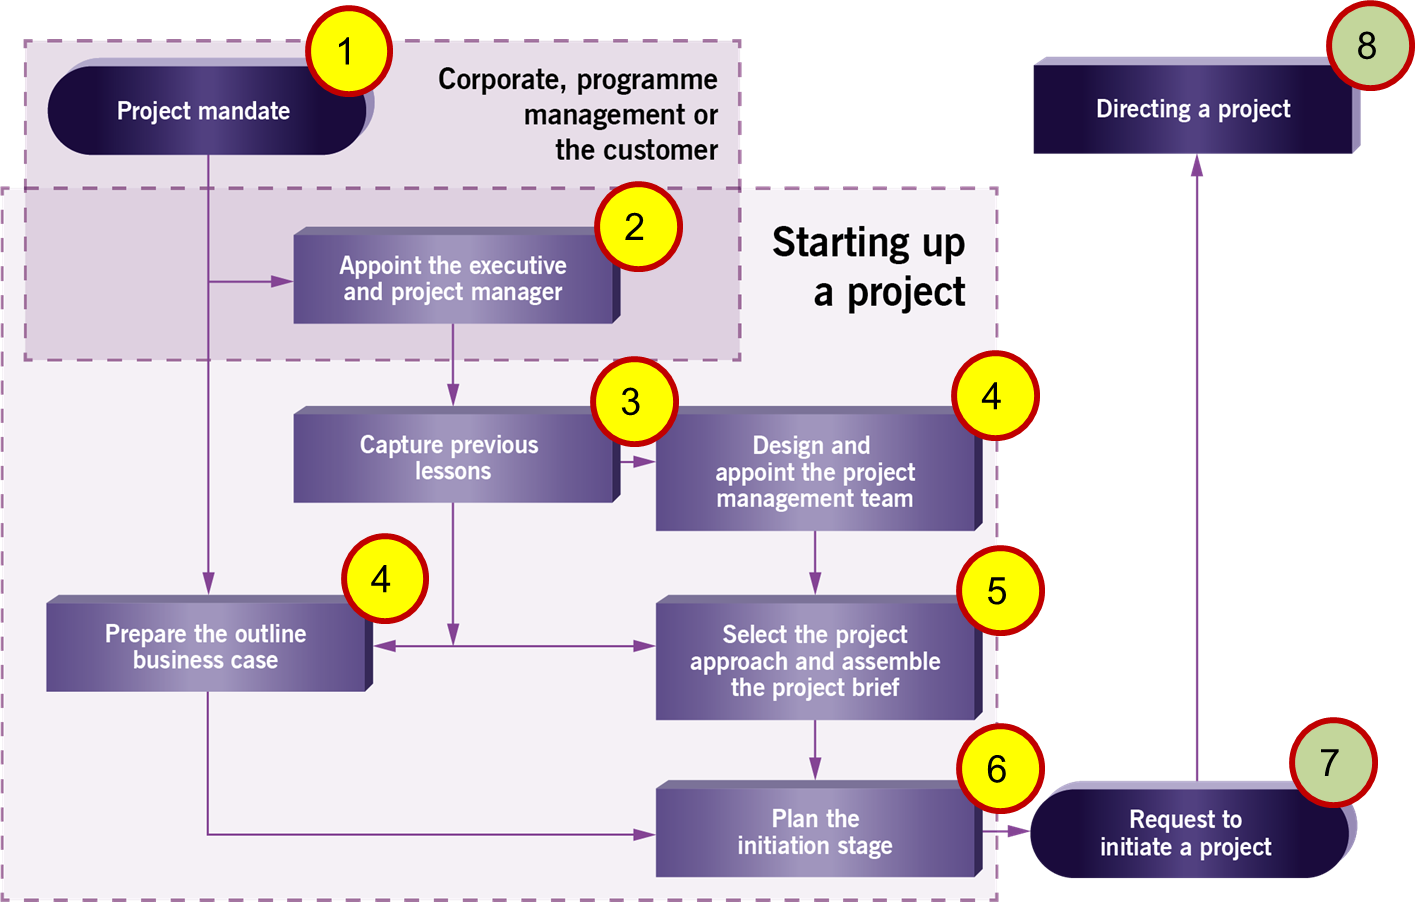 1
Project mandate
Corporate, programme
management or
the customer
8
Directing a project
2
Appoint the executive
and project manager
Starting up
a project
3
Capture previous
lessons
4
Design and
appoint the project
management team
4
Prepare the outline
business case
5
Select the project
approach and assemble
the project brief
6
Plan the
initiation stage
7
Request to
initiate a project